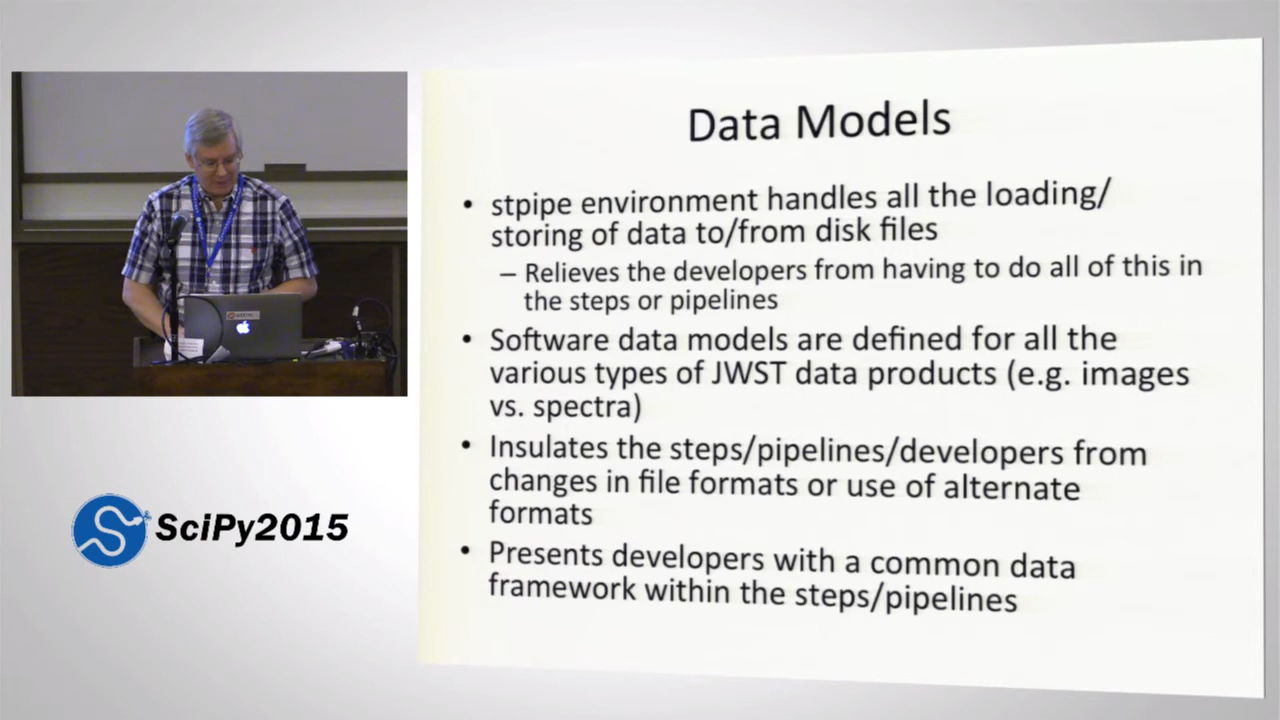 Data Models
• stpipe environment handles all the loading/
storing of data to/from disk files
– Relieves the developers from having to do all of this in
the steps or pipelines
• Software data models are defined for all the
various types of JWST data products (e.g. images
vs. spectra)
• Insulates the steps/pipelines/developers from
changes in file formats or use of alternate
formats
• Presents developers with a common data
framework within the steps/pipelines
SciPy2015